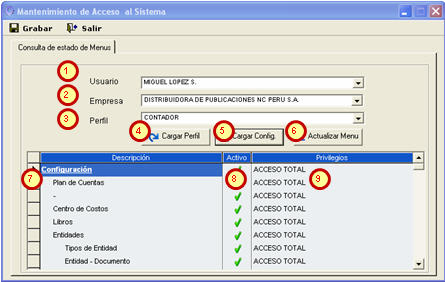 Mantenimiento de Acceso al Sistema
Grabar Salir
Consulta de estado de Menus
1
Usuario MIGUEL LOPEZ S.
2
Empresa DISTRIBUIDORA DE PUBLICACIONES NC PERU S.A.
3
Perfil CONTADOR
4 Cargar Perfil 5 Cargar Config. 6 Actualizar Menu
Descripción Activo Privilegios
Configuración ACCESO TOTAL
7 Plan de Cuentas 8 ACCESO TOTAL 9
- ACCESO TOTAL
Centro de Costos ACCESO TOTAL
Libros ACCESO TOTAL
Entidades ACCESO TOTAL
Tipos de Entidad ACCESO TOTAL
Entidad - Documento ACCESO TOTAL